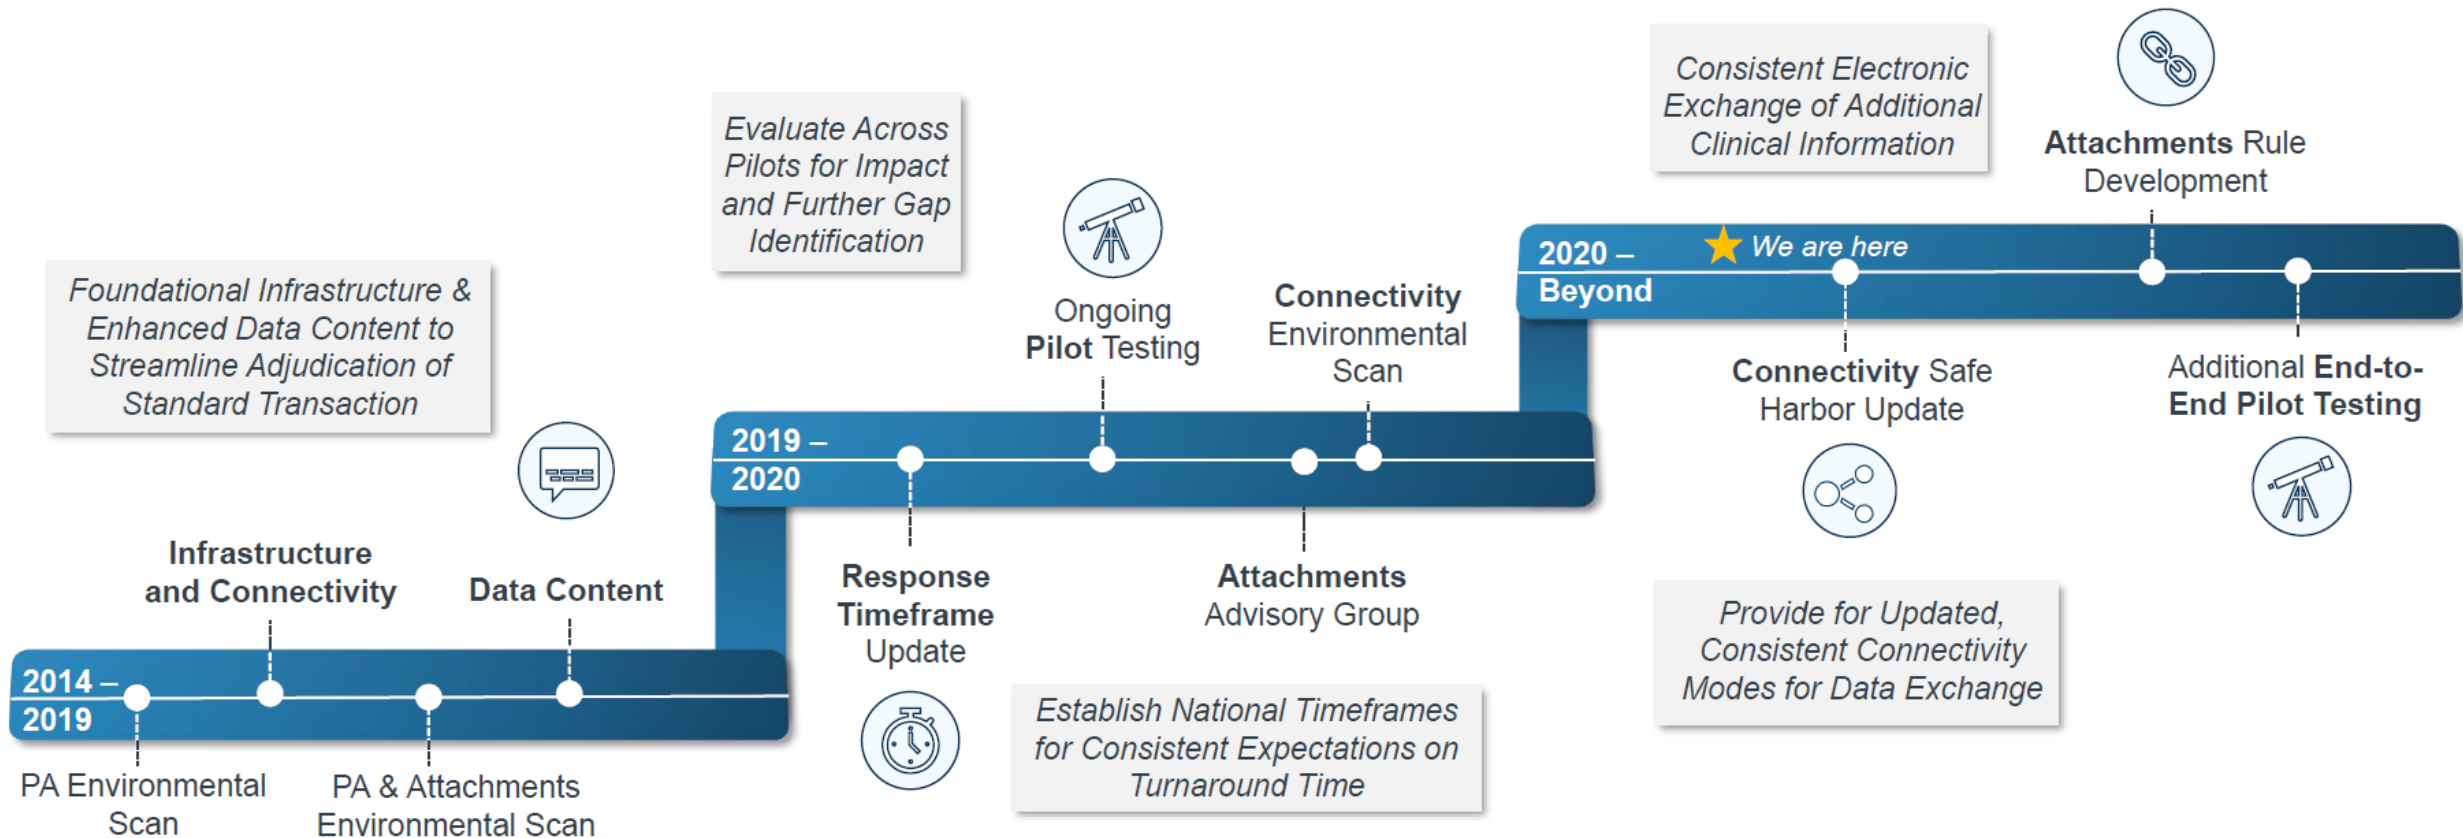 Foundational Infrastructure &
Enhanced Data Content to
Streamline Adjudication of
Standard Transaction
Infrastructure
and Connectivity
Data Content
2014 –
2019
PA Environmental
Scan
PA & Attachments
Environmental Scan
Evaluate Across
Pilots for Impact
and Further Gap
Identification
Ongoing
Pilot Testing
Connectivity
Environmental
Scan
2019 –
2020
Response
Timeframe
Update
Attachments
Advisory Group
Establish National Timeframes
for Consistent Expectations on
Turnaround Time
Consistent Electronic
Exchange of Additional
Clinical Information
Attachments Rule
Development
2020 –
Beyond
We are here
Connectivity Safe
Harbor Update
Additional End-to-
End Pilot Testing
Provide for Updated,
Consistent Connectivity
Modes for Data Exchange